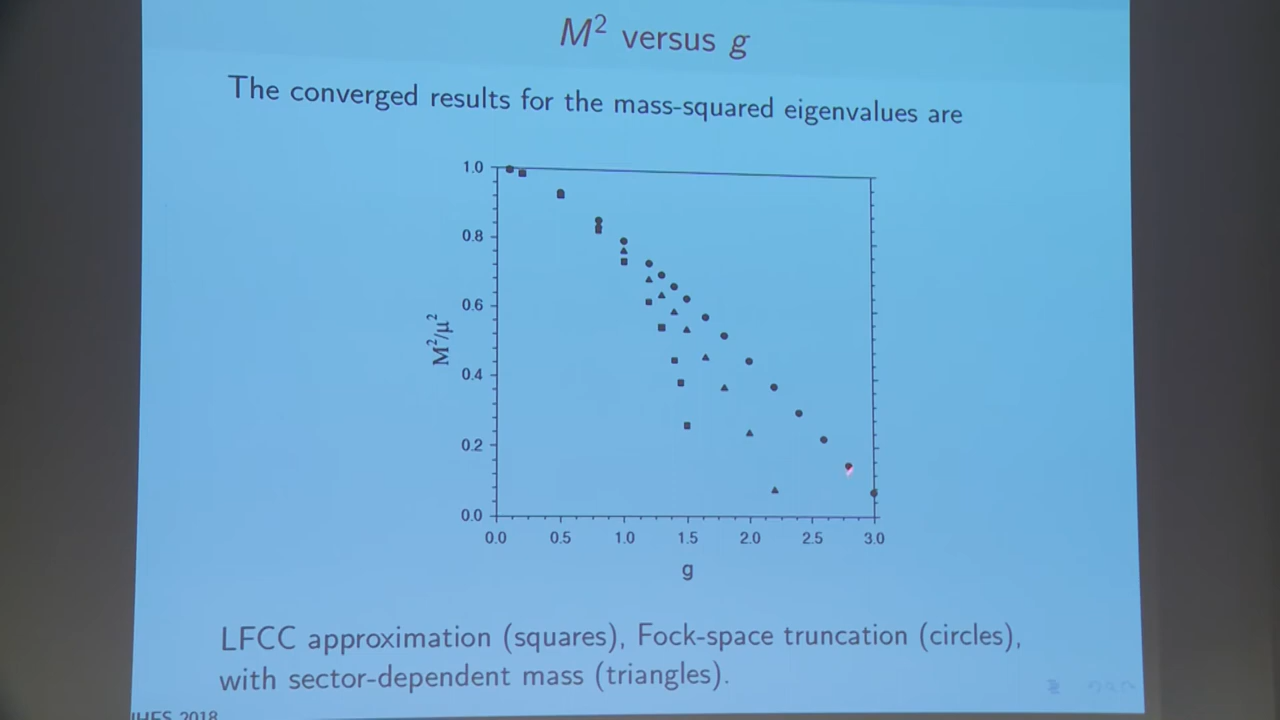 M² versus g
The converged results for the mass-squared eigenvalues are
1.0
0.8
0.6
0.4
0.2
0.0
M²/μ²
0.0 0.5 1.0 1.5 2.0 2.5 3.0
g
LFCC approximation (squares), Fock-space truncation (circles),
with sector-dependent mass (triangles).
IHES 2018